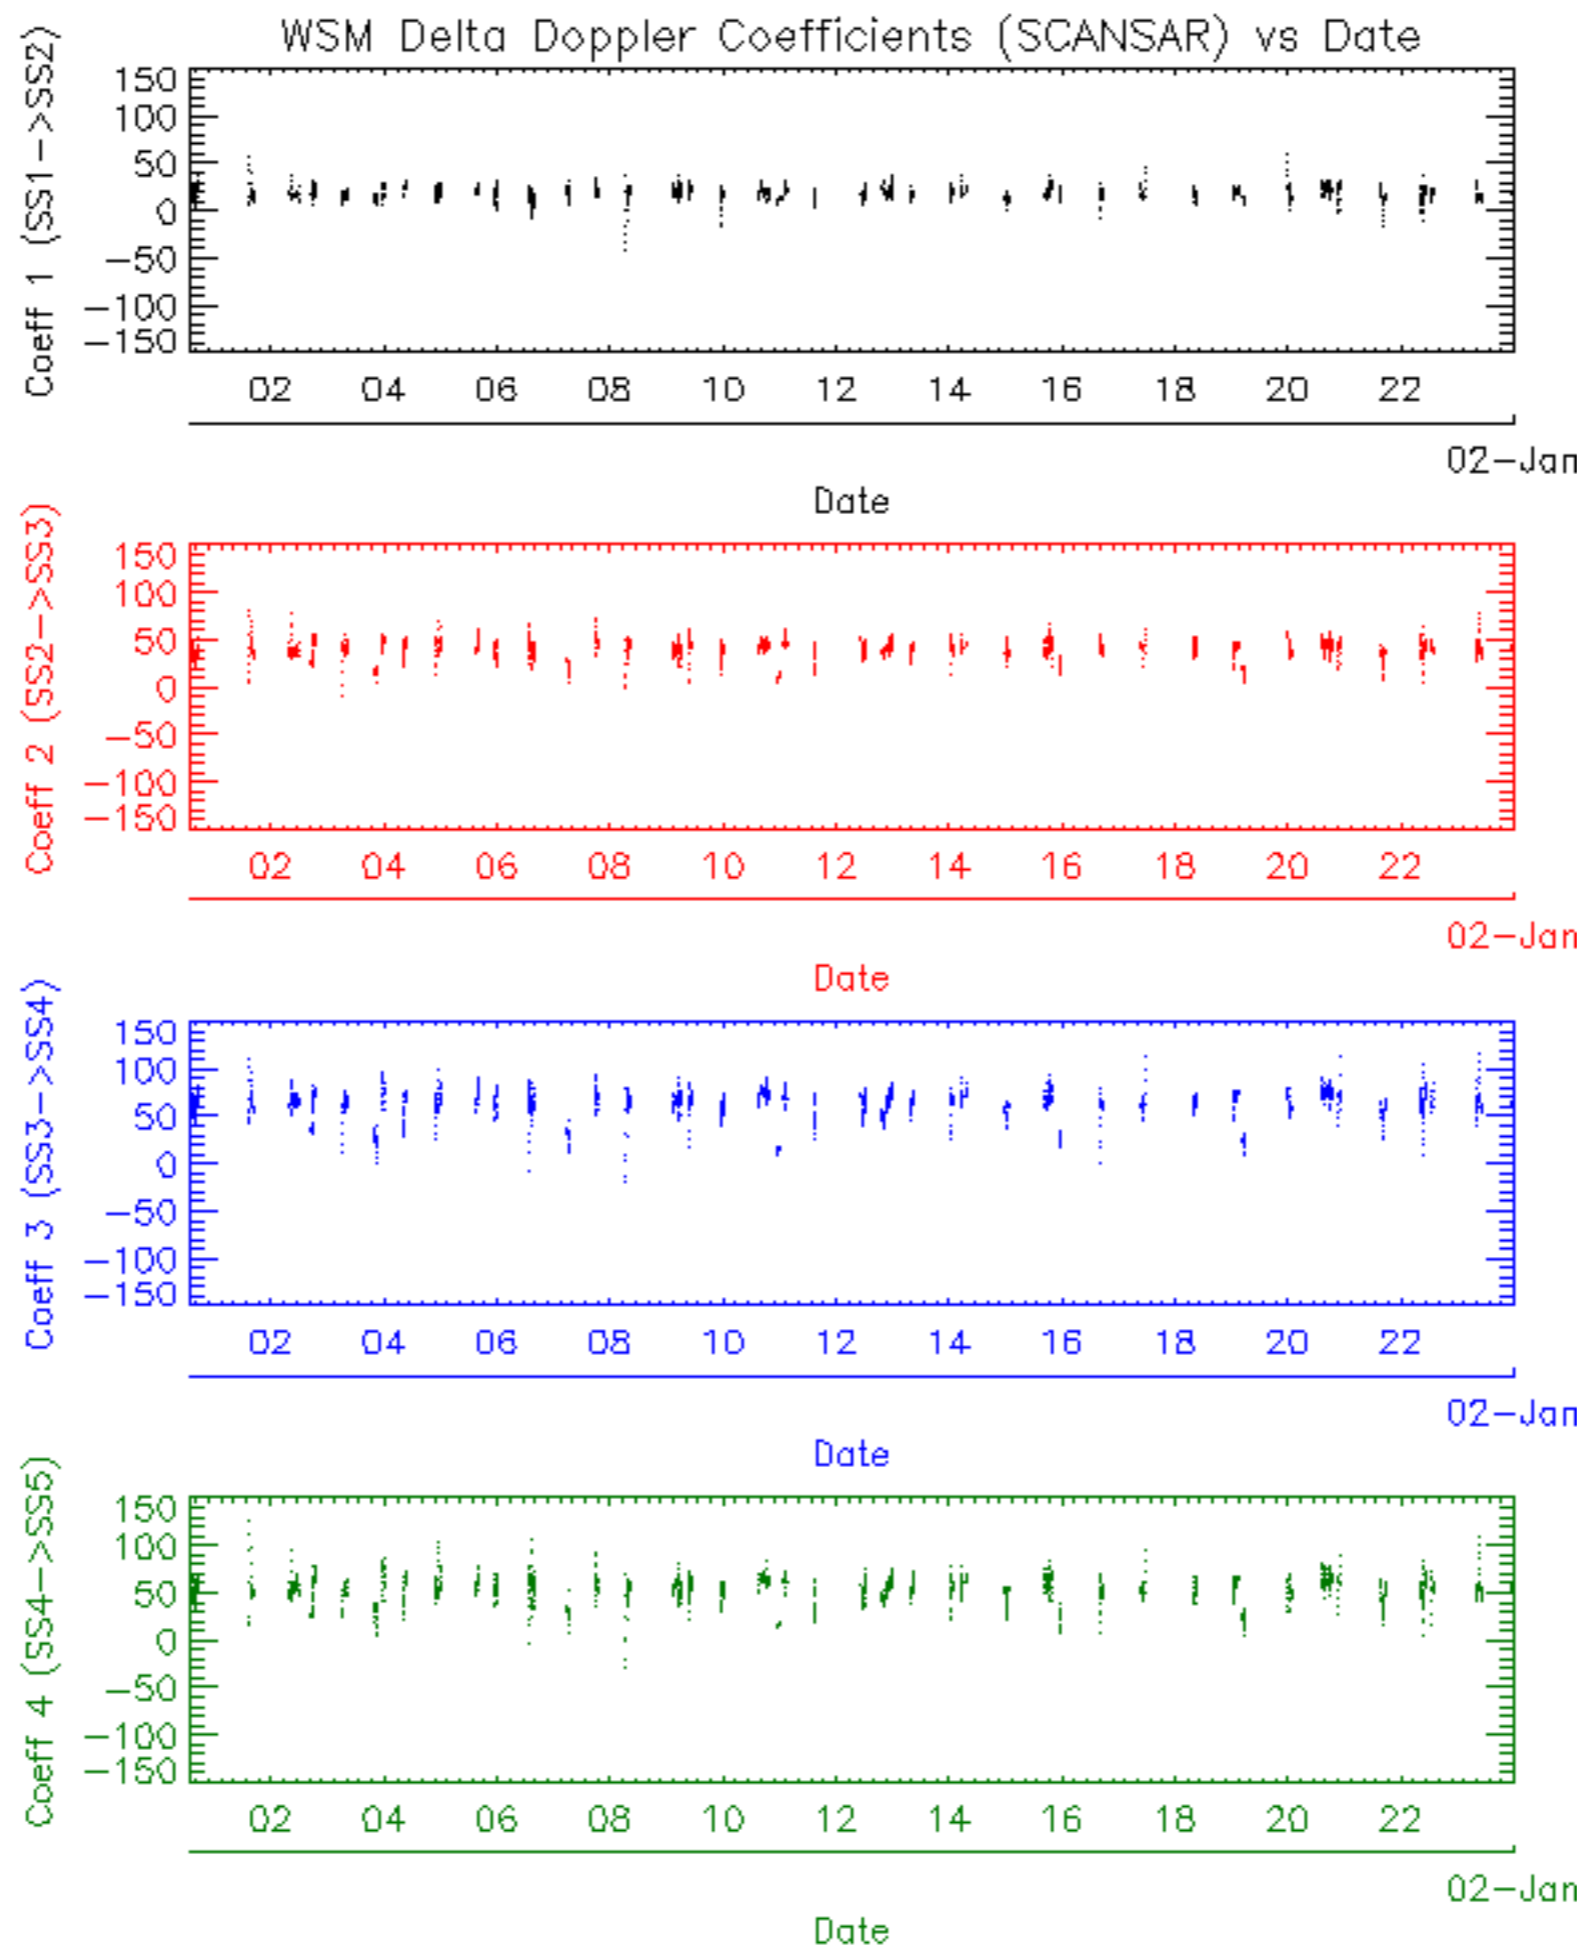 WSM Delta Doppler Coefficients (SCANSAR) vs Date
Coeff 1 (SS1->SS2)
150
100
50
0
-50
-100
-150
02 04 06 08 10 12 14 16 18 20 22
02-Jan
Date
Coeff 2 (SS2->SS3)
150
100
50
0
-50
-100
-150
02 04 06 08 10 12 14 16 18 20 22
02-Jan
Date
Coeff 3 (SS3->SS4)
150
100
50
0
-50
-100
-150
02 04 06 08 10 12 14 16 18 20 22
02-Jan
Date
Coeff 4 (SS4->SS5)
150
100
50
0
-50
-100
-150
02 04 06 08 10 12 14 16 18 20 22
02-Jan
Date